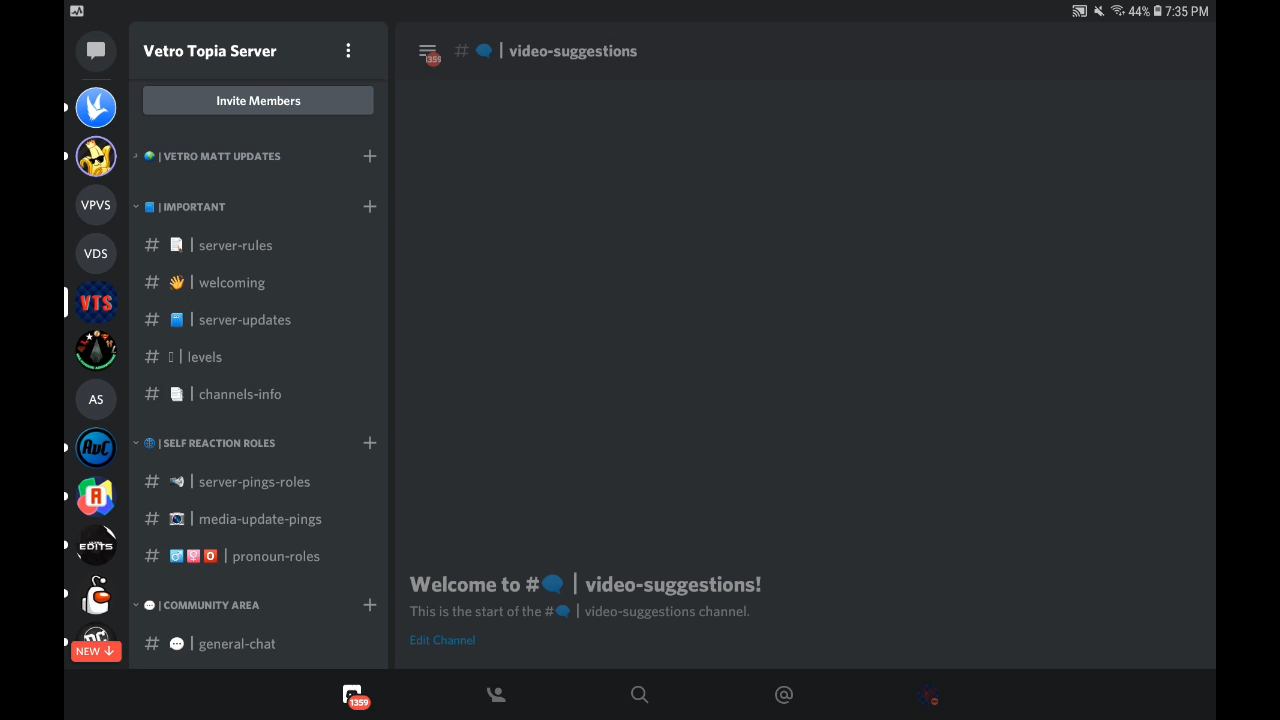 44% 7:35 PM
Vetro Topia Server
Invite Members
| VETRO MATT UPDATES
| IMPORTANT
# | server-rules
# | welcoming
# | server-updates
# | levels
# | channels-info
| SELF REACTION ROLES
# | server-pings-roles
# | media-update-pings
# | pronoun-roles
| COMMUNITY AREA
# | general-chat
VPVS
VDS
VTS
AS
AvC
A
EDITS
NEW ↓
1359
# 🗨 | video-suggestions
Welcome to #🗨 | video-suggestions!
This is the start of the #🗨 | video-suggestions channel.
Edit Channel
1359